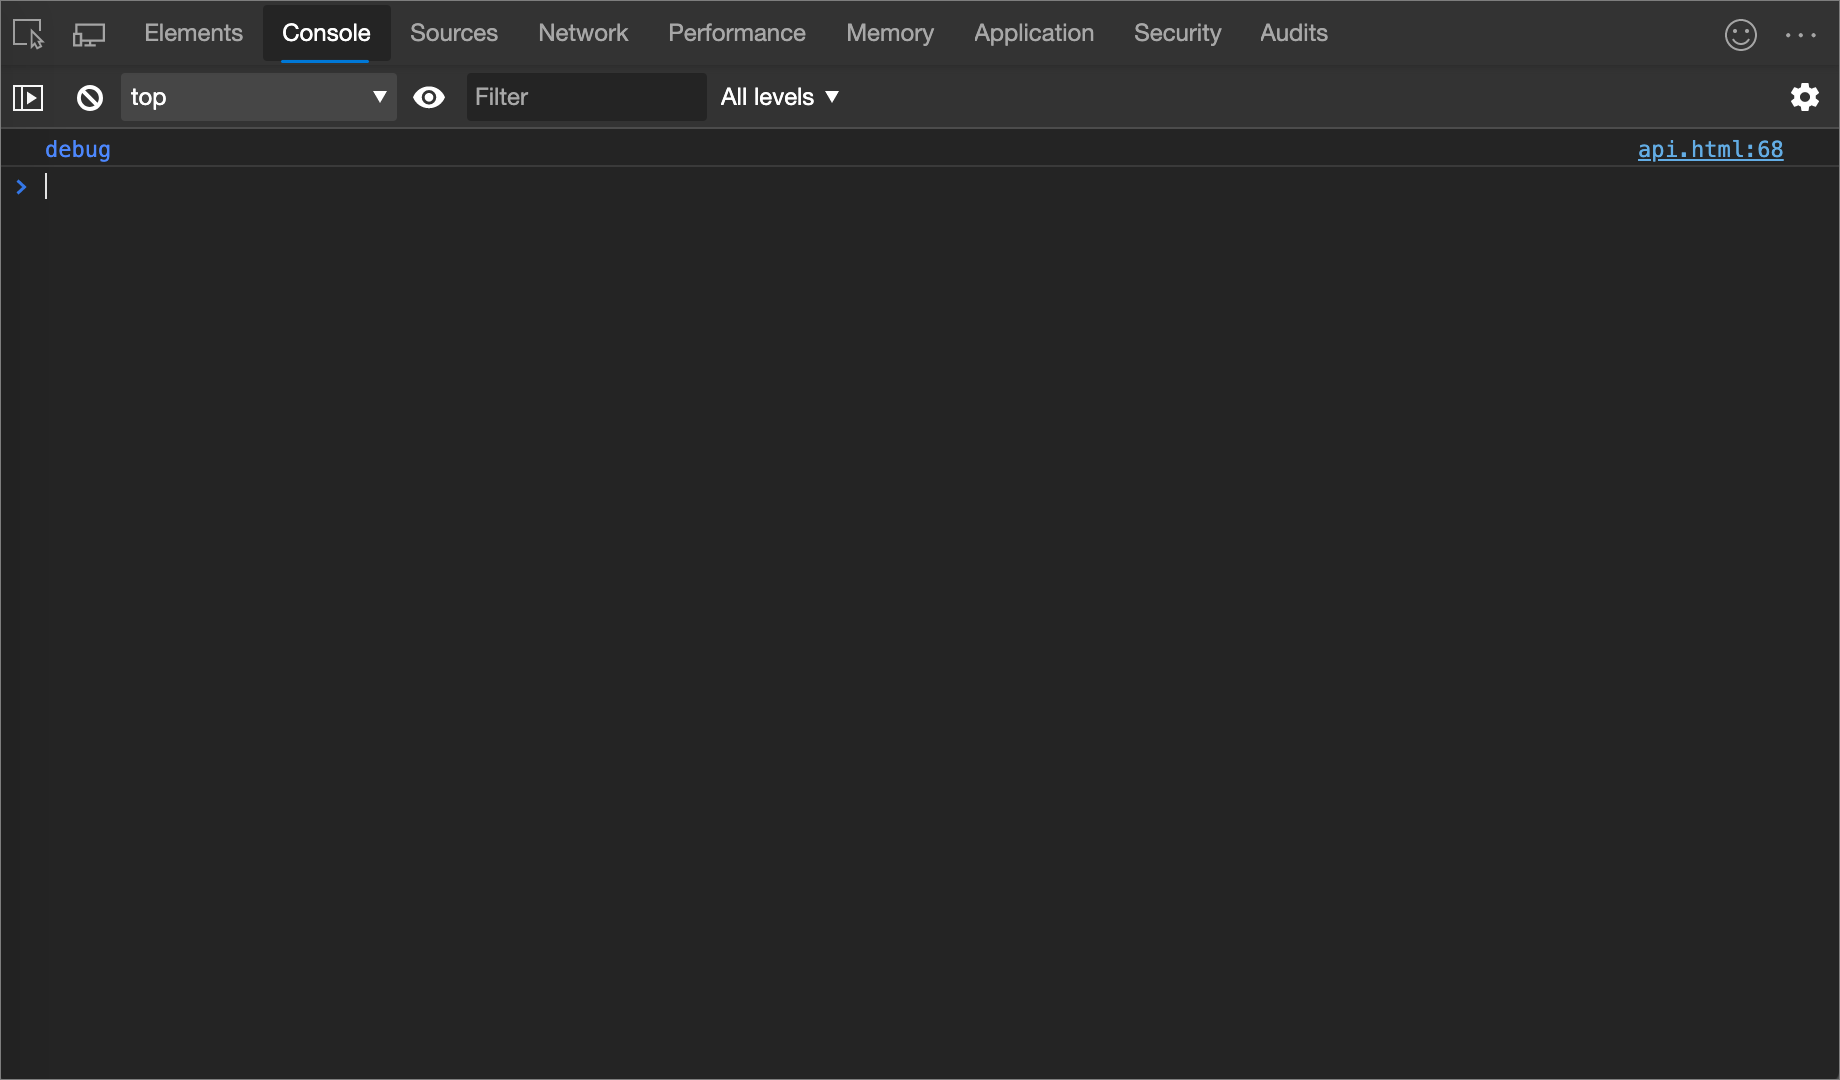 Elements Console Sources Network Performance Memory Application Security Audits
top Filter All levels
debug api.html:68